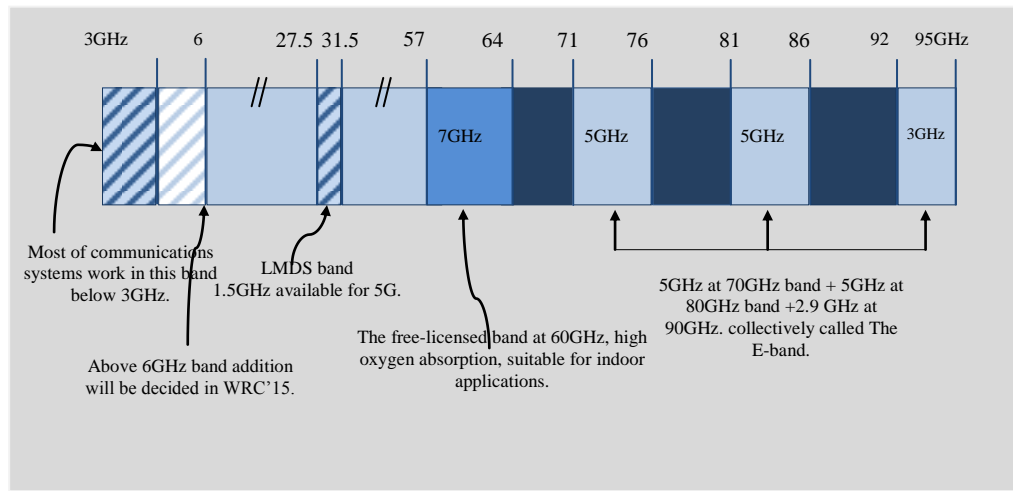 3GHz 6 27.5 31.5 57 64 71 76 81 86 92 95GHz
7GHz 5GHz 5GHz 3GHz
Most of communications
systems work in this band
below 3GHz.
LMDS band
1.5GHz available for 5G.
Above 6GHz band addition
will be decided in WRC’15.
The free-licensed band at 60GHz, high
oxygen absorption, suitable for indoor
applications.
5GHz at 70GHz band + 5GHz at
80GHz band +2.9 GHz at
90GHz. collectively called The
E-band.